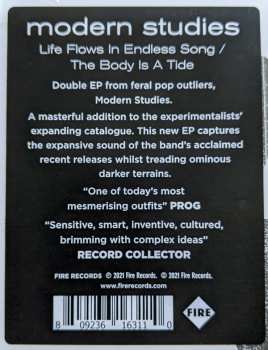 modern studies
Life Flows In Endless Song /
The Body Is A Tide
Double EP from feral pop outliers,
Modern Studies.
A masterful addition to the experimentalists'
expanding catalogue. This new EP captures
the expansive sound of the band's acclaimed
recent releases whilst treading ominous
darker terrains.
"One of today's most
mesmerising outfits" PROG
"Sensitive, smart, inventive, cultured,
brimming with complex ideas"
RECORD COLLECTOR
FIRE RECORDS ℗ 2021 Fire Records. © 2021 Fire Records.
www.firerecords.com
8 09236 16311 0
FIRE